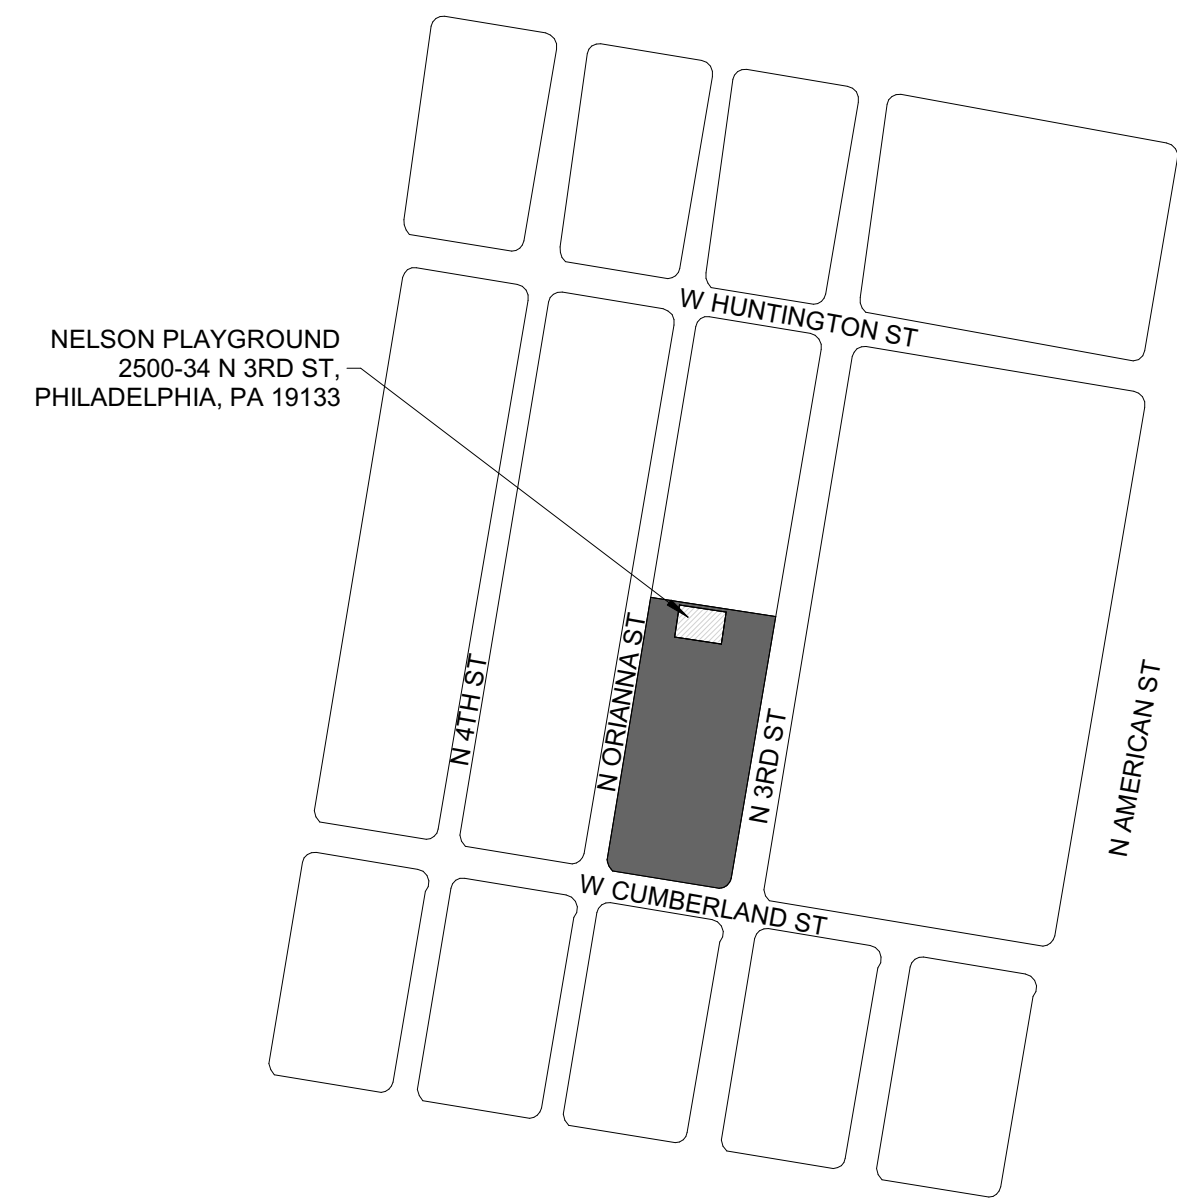 W HUNTINGTON ST
NELSON PLAYGROUND
2500-34 N 3RD ST,
PHILADELPHIA, PA 19133
N 4TH ST
N ORIANNA ST
N 3RD ST
N AMERICAN ST
W CUMBERLAND ST